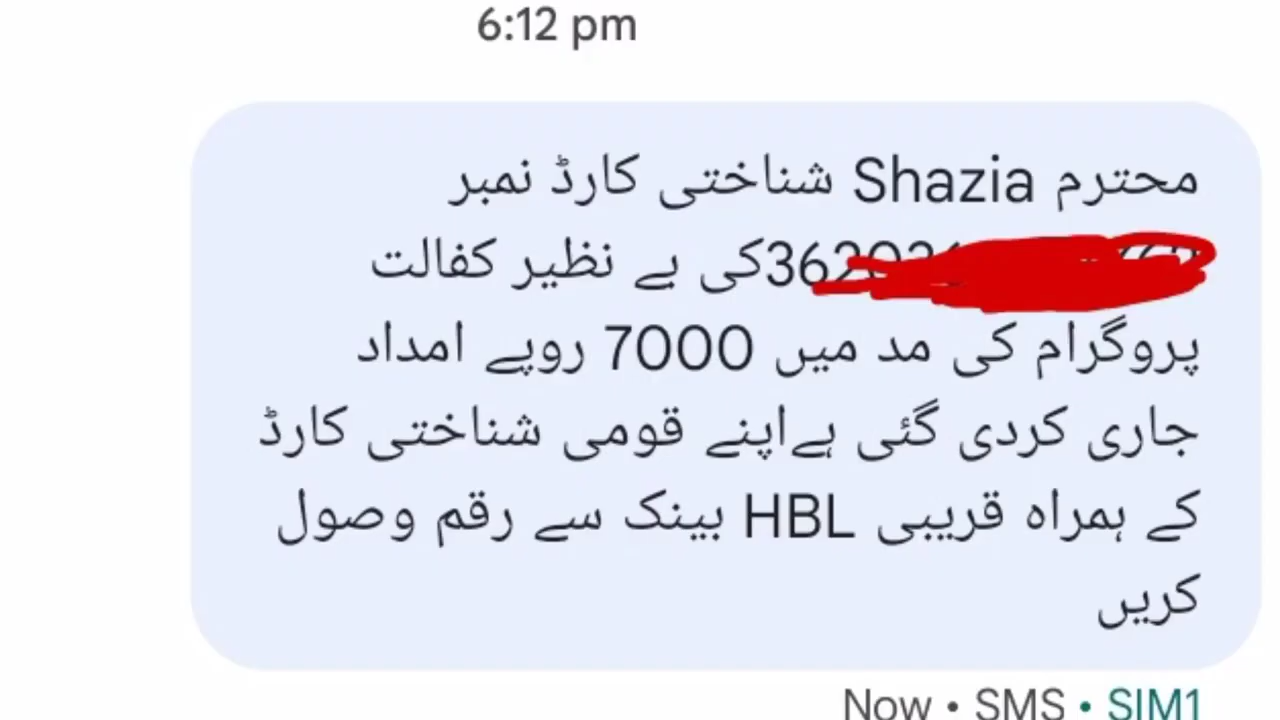 6:12 pm
محترم Shazia شناختی کارڈ نمبر
کی بے نظیر کفالت
پروگرام کی مد میں 7000 روپے امداد
جاری کردی گئی ہےاپنے قومی شناختی کارڈ
کے ہمراہ قریبی HBL بینک سے رقم وصول
کریں
Now • SMS • SIM1